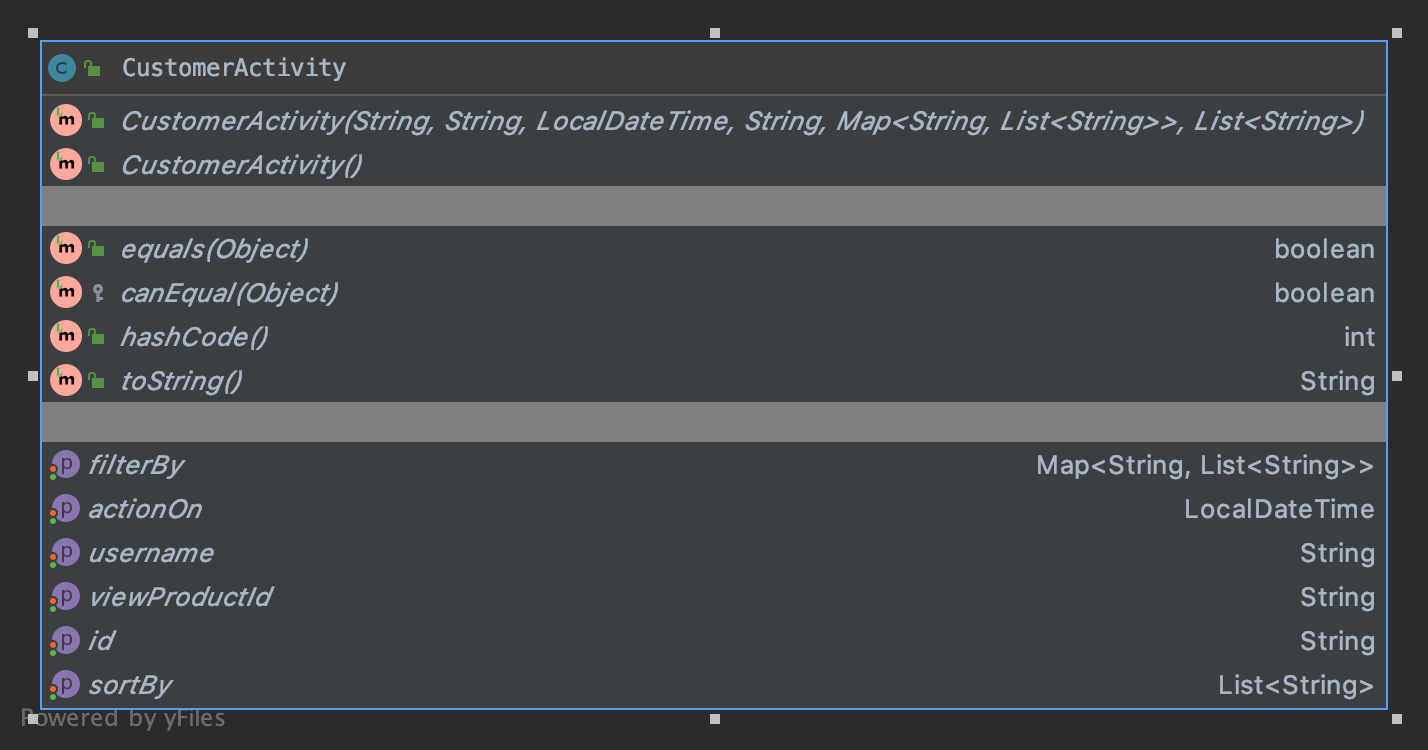 CustomerActivity
CustomerActivity(String, String, LocalDateTime, String, Map<String, List<String>>, List<String>)
CustomerActivity()
equals(Object) boolean
canEqual(Object) boolean
hashCode() int
toString() String
filterBy Map<String, List<String>>
actionOn LocalDateTime
username String
viewProductId String
id String
sortBy List<String>
Powered by yFiles